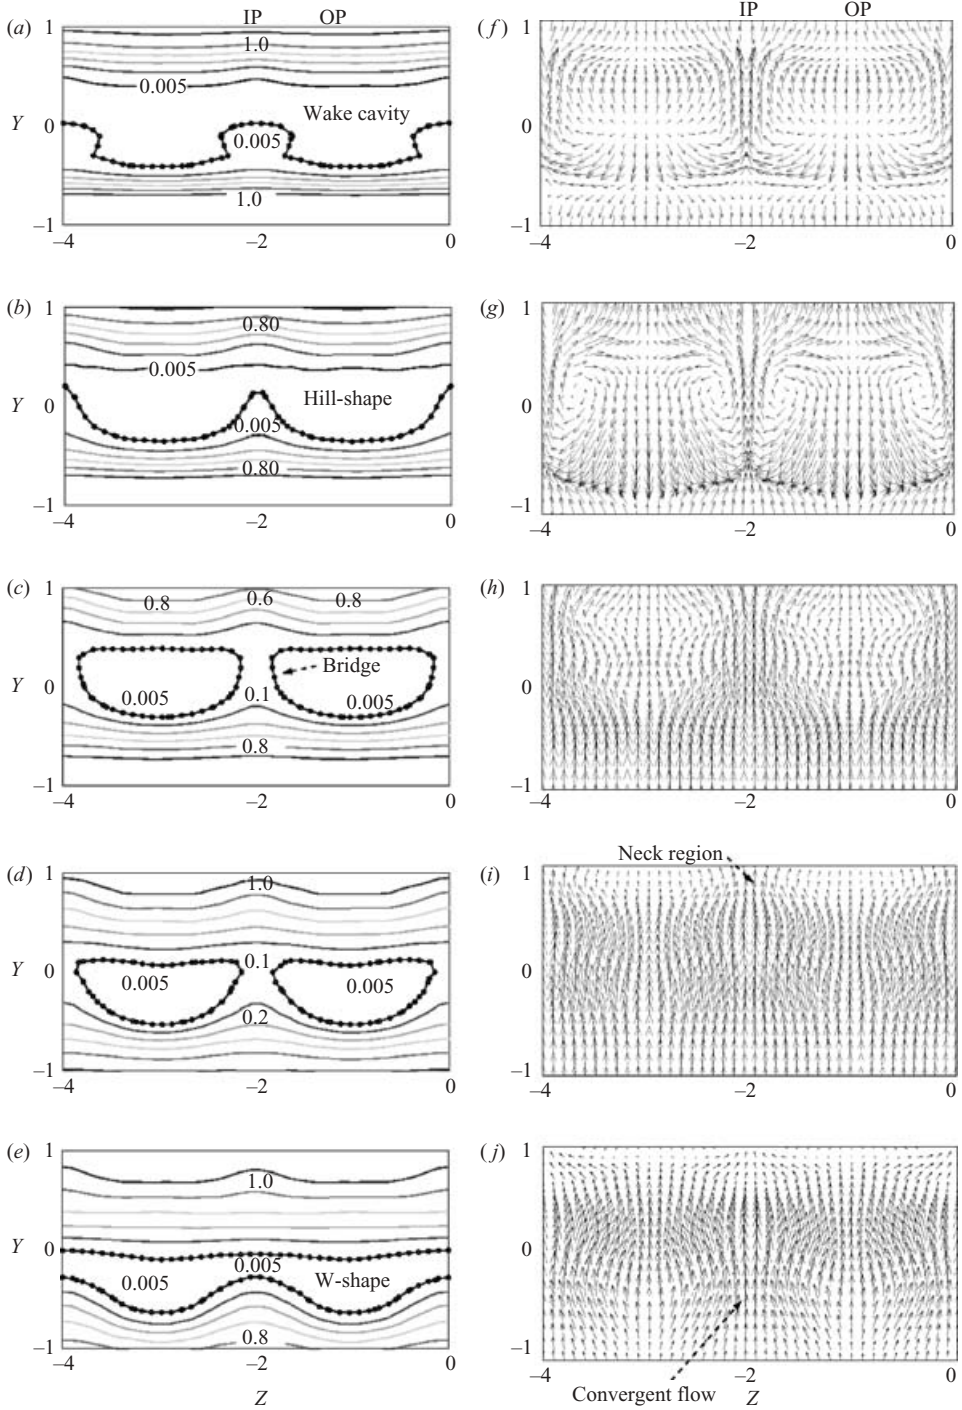 IP OP IP OP
(a) 1 1.0 (f) 1
0.005
Wake cavity
Y 0 0.005 0
1.0
–1 –1
–4 –2 0 –4 –2 0
(b) 1 0.80 (g) 1
0.005
Hill-shape
Y 0 0.005 0
0.80
–1 –1
–4 –2 0 –4 –2 0
(c) 1 0.8 0.6 0.8 (h) 1
Bridge
Y 0 0.005 0.1 0.005 0
0.8
–1 –1
–4 –2 0 –4 –2 0
Neck region
(d) 1 1.0 (i) 1
0.1
Y 0 0.005 0.005 0
0.2
–1 –1
–4 –2 0 –4 –2 0
(e) 1 1.0 (j) 1
Y 0 0.005 0
0.005 W-shape
0.8
–1 –1
–4 –2 0 –4 –2 0
Convergent flow
Z Z